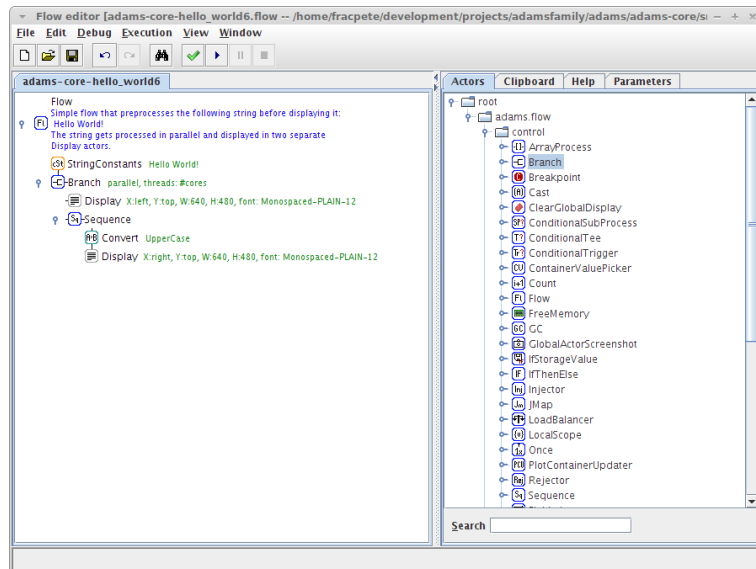 Flow editor [adams-core-hello_world6.flow -- /home/fracpete/development/projects/adamsfamily/adams/adams-core/
File Edit Debug Execution View Window
adams-core-hello_world6
Flow
Simple flow that preprocesses the following string before displaying it:
Hello World!
The string gets processed in parallel and displayed in two separate
Display actors.
StringConstants Hello World!
Branch parallel, threads: #cores
Display X:left, Y:top, W:640, H:480, font: Monospaced-PLAIN-12
Sequence
Convert UpperCase
Display X:right, Y:top, W:640, H:480, font: Monospaced-PLAIN-12
Actors Clipboard Help Parameters
root
adams.flow
control
ArrayProcess
Branch
Breakpoint
Cast
ClearGlobalDisplay
ConditionalSubProcess
ConditionalTee
ConditionalTrigger
ContainerValuePicker
Count
Flow
FreeMemory
GC
GlobalActorScreenshot
IfStorageValue
IfThenElse
Injector
JMap
LoadBalancer
LocalScope
Once
PlotContainerUpdater
Rejector
Sequence
Search